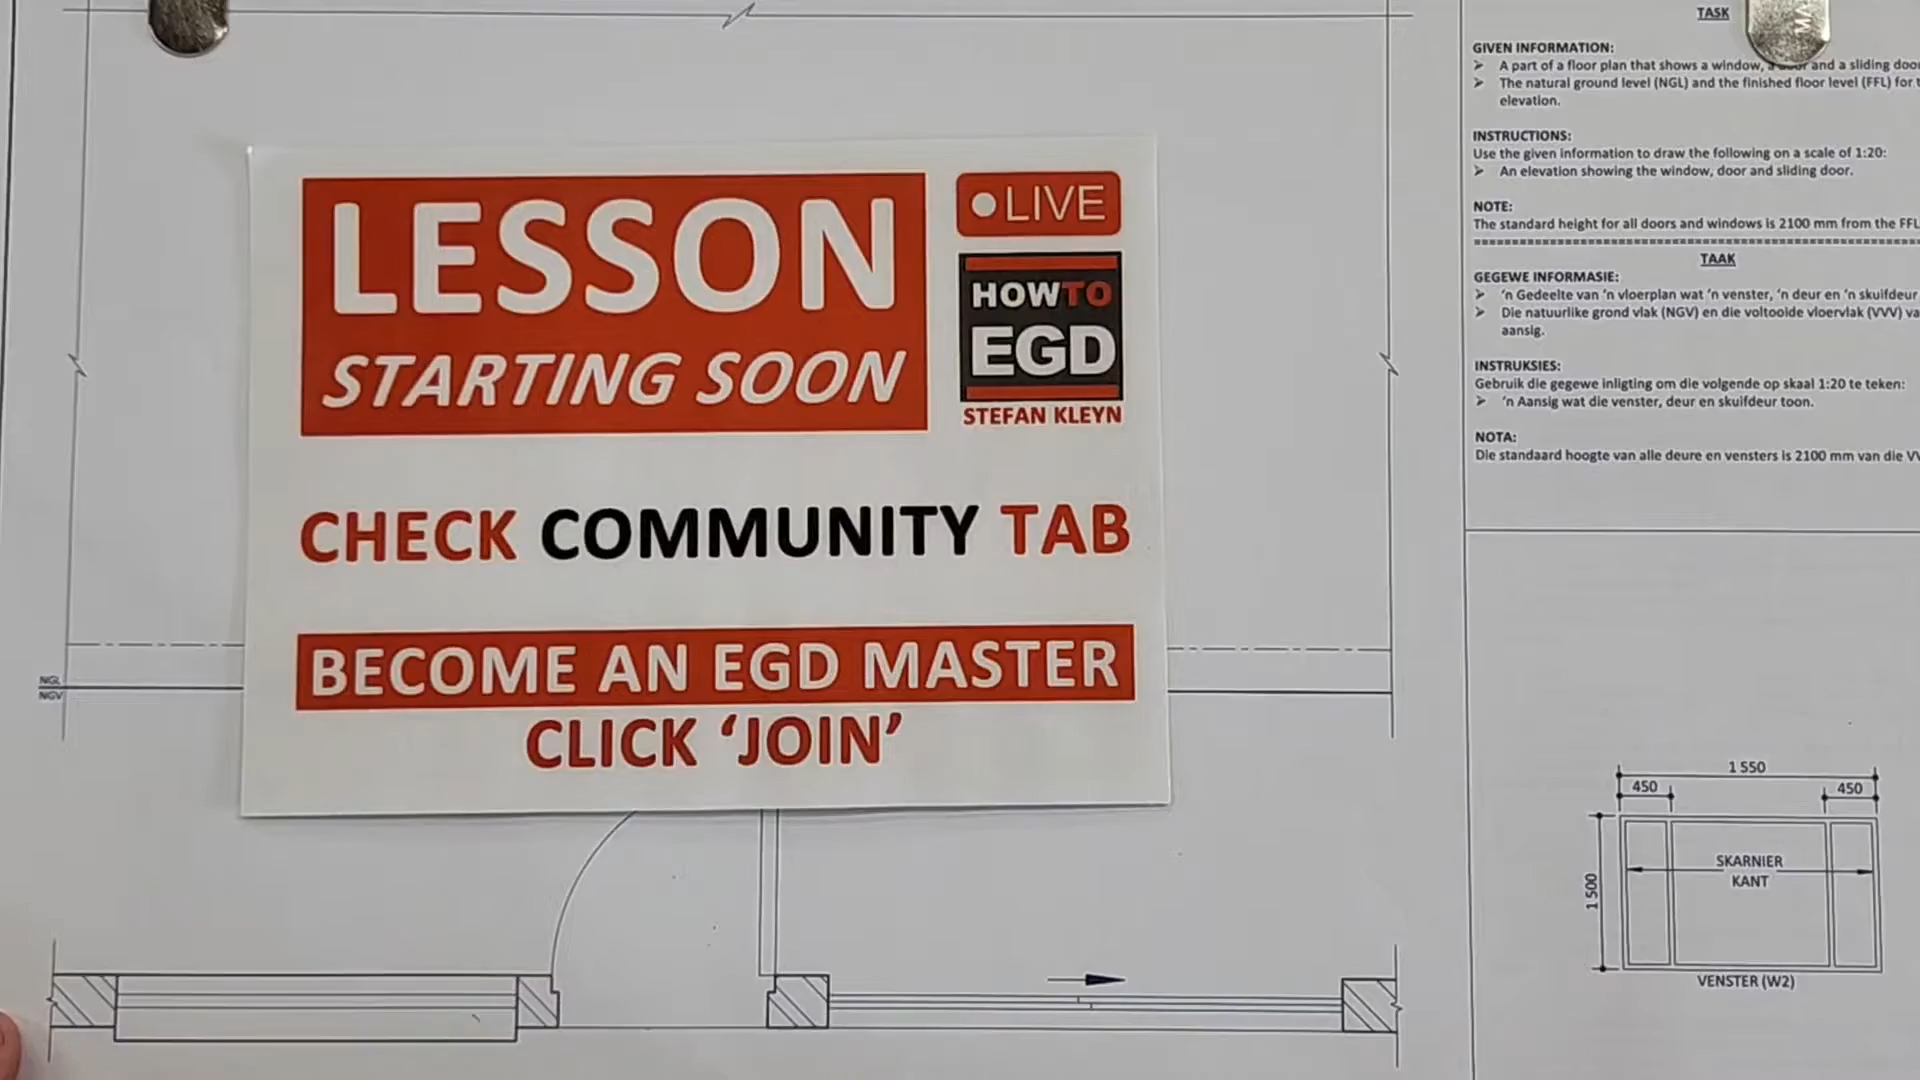 LESSON
STARTING SOON
LIVE
HOWTO
EGD
STEFAN KLEYN
CHECK COMMUNITY TAB
BECOME AN EGD MASTER
CLICK ‘JOIN’
NGL
NGV
TASK
GIVEN INFORMATION:
➢ A part of a floor plan that shows a window, a door and a sliding door
➢ The natural ground level (NGL) and the finished floor level (FFL) for
elevation.
INSTRUCTIONS:
Use the given information to draw the following on a scale of 1:20:
➢ An elevation showing the window, door and sliding door.
NOTE:
The standard height for all doors and windows is 2100 mm from the FFL
TAAK
GEGEWE INFORMASIE:
➢ ‘n Gedeelte van ‘n vloerplan wat ‘n venster, ‘n deur en ‘n skuifdeur
➢ Die natuurlike grond vlak (NGV) en die voltooide vloervlak (VVV)
aansig.
INSTRUKSIES:
Gebruik die gegewe inligting om die volgende op skaal 1:20 te teken:
➢ ‘n Aansig wat die venster, deur en skuifdeur toon.
NOTA:
Die standaard hoogte van alle deure en vensters is 2100 mm van die
1 550
450
450
1 500
SKARNIER
KANT
VENSTER (W2)